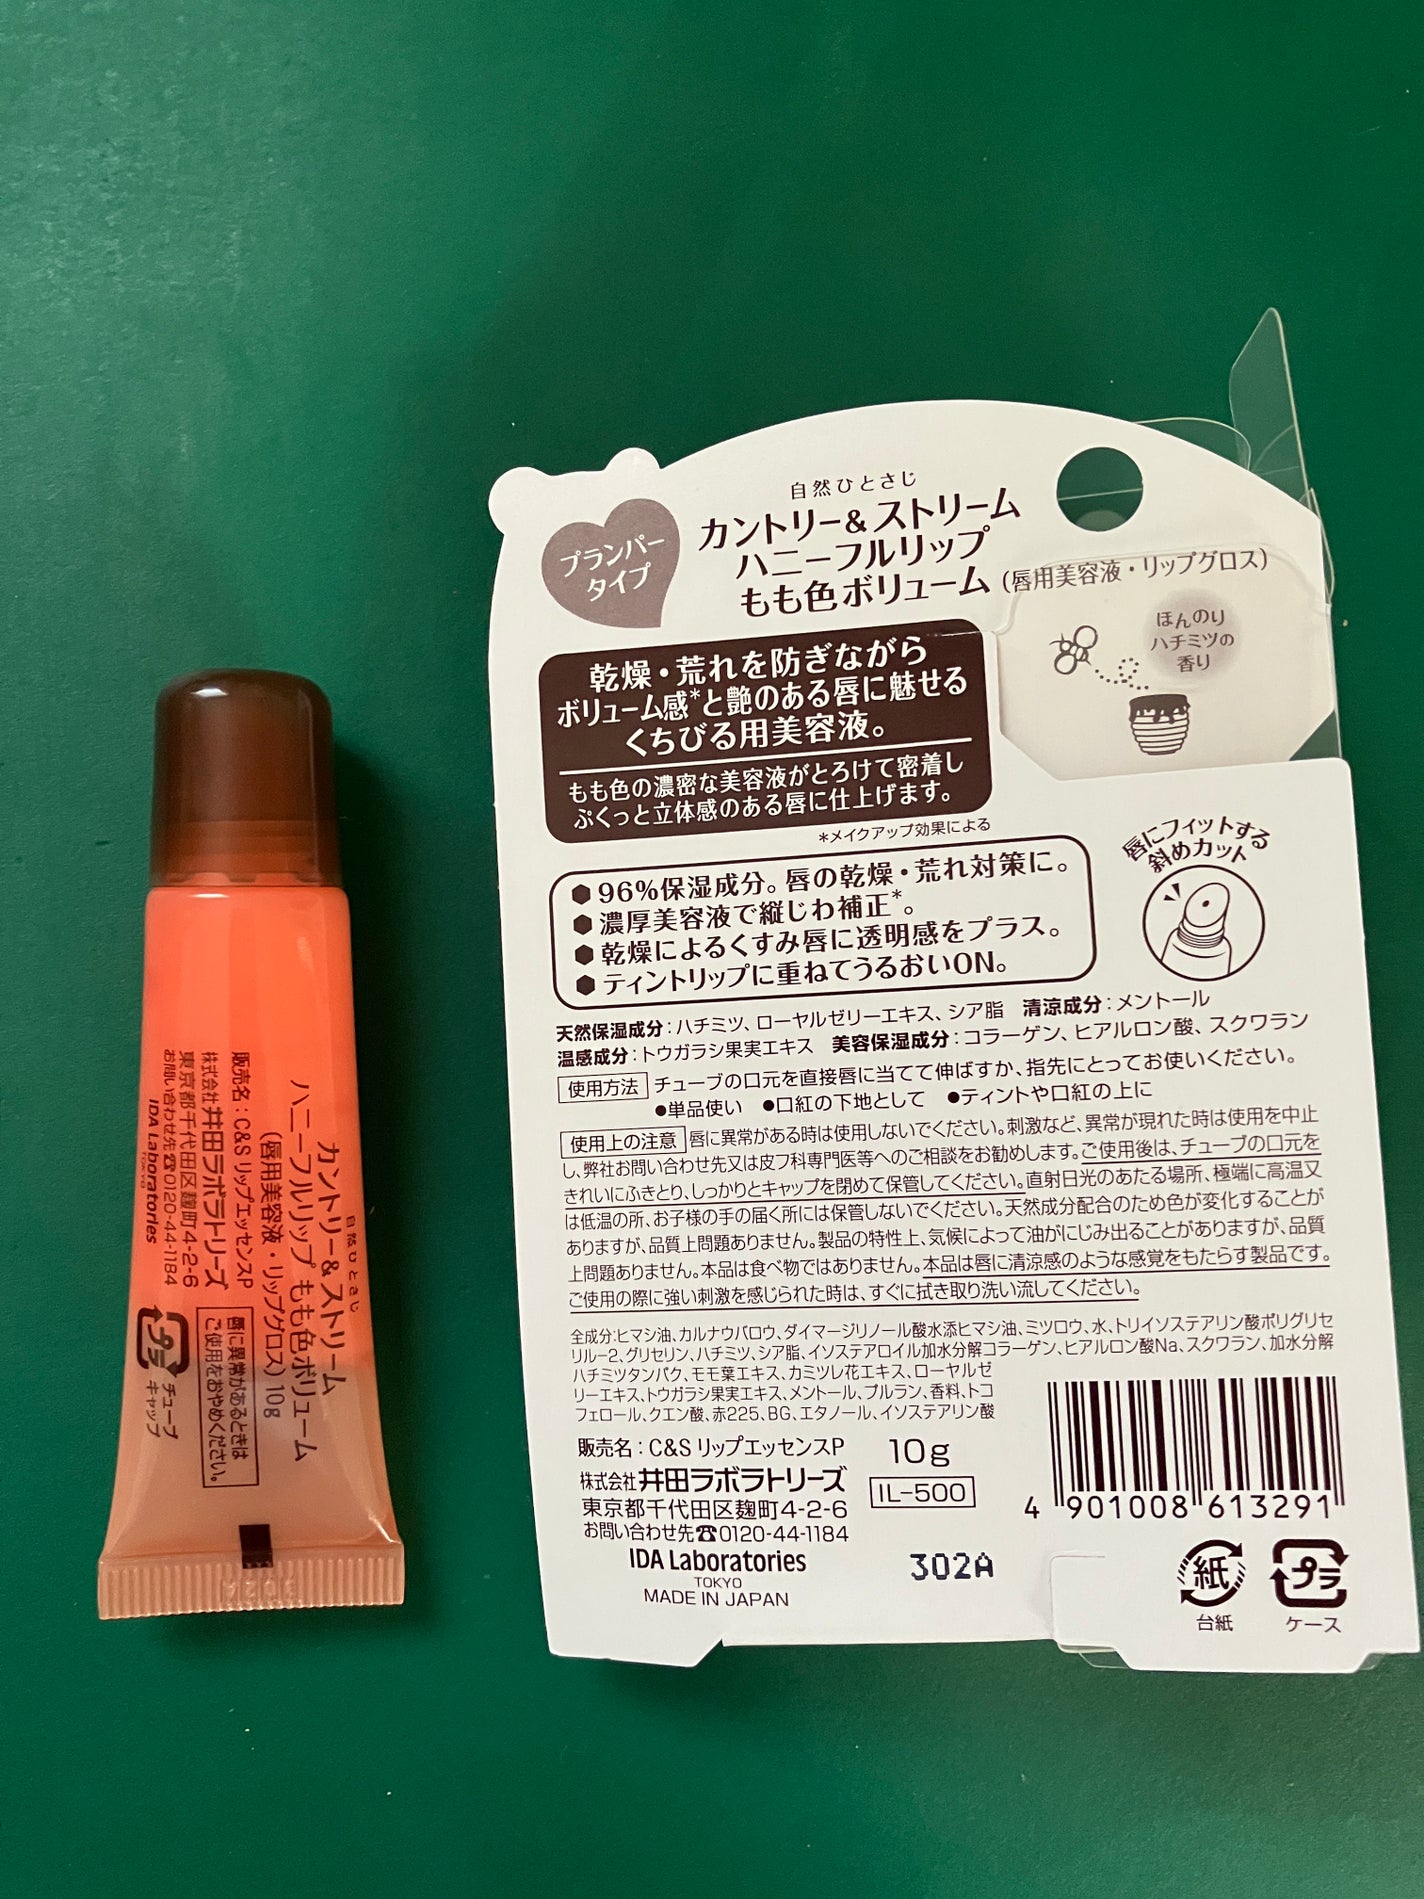 自然ひとさじ
カントリー&ストリーム
ハニーフルリップ
もも色ボリューム(唇用美容液・リップグロス)
プランパー
タイプ
ほんのり
ハチミツの
香り
乾燥・荒れを防ぎながら
ボリューム感*と艶のある唇に魅せる
くちびる用美容液。
もも色の濃密な美容液がとろけて密着し
ぷくっと立体感のある唇に仕上げます。
*メイクアップ効果による
唇にフィットする
斜めカット
96%保湿成分。唇の乾燥・荒れ対策に。
濃厚美容液で縦じわ補正*。
乾燥によるくすみ唇に透明感をプラス。
ティントリップに重ねてうるおいON。
天然保湿成分:ハチミツ、ローヤルゼリーエキス、シア脂 清涼成分:メントール
温感成分:トウガラシ果実エキス 美容保湿成分:コラーゲン、ヒアルロン酸、スクワラン
使用方法 チューブの口元を直接唇に当てて伸ばすか、指先にとってお使いください。
●単品使い ●口紅の下地として ●ティントや口紅の上に
使用上の注意 唇に異常がある時は使用しないでください。刺激など、異常が現れた時は使用を中止
し、弊社お問い合わせ先又は皮フ科専門医等へのご相談をお勧めします。ご使用後は、チューブの口元を
きれいにふきとり、しっかりとキャップを閉めて保管してください。直射日光のあたる場所、極端に高温又
は低温の所、お子様の手の届く所には保管しないでください。天然成分配合のため色が変化することが
ありますが、品質上問題ありません。製品の特性上、気候によって油がにじみ出ることがありますが、品質
上問題ありません。本品は食べ物ではありません。本品は唇に清涼感のような感覚をもたらす製品です。
ご使用の際に強い刺激を感じられた時は、すぐに拭き取り洗い流してください。
全成分:ヒマシ油、カルナウバロウ、ダイマージリノール酸水添ヒマシ油、ミツロウ、水、トリイソステアリン酸ポリグリセ
リル-2、グリセリン、ハチミツ、シア脂、イソステアロイル加水分解コラーゲン、ヒアルロン酸Na、スクワラン、加水分解
ハチミツタンパク、モモ葉エキス、カミツレ花エキス、ローヤルゼ
リーエキス、トウガラシ果実エキス、メントール、プルラン、香料、トコ
フェロール、クエン酸、赤225、BG、エタノール、イソステアリン酸
販売名:C&S リップエッセンスP 10g
株式会社 井田ラボラトリーズ IL-500
東京都千代田区麹町4-2-6
お問い合わせ先☎0120-44-1184
IDA Laboratories
TOKYO
MADE IN JAPAN
302A
4 901008 613291
紙
台紙
プラ
ケース
自然ひとさじ
カントリー&ストリーム
ハニーフルリップ もも色ボリューム
(唇用美容液・リップグロス) 10g
販売名:C&S リップエッセンスP
株式会社 井田ラボラトリーズ
東京都千代田区麹町4-2-6
お問い合わせ先☎0120-44-1184
IDA Laboratories
TOKYO
唇に異常があるときは
ご使用をおやめください。
プラ
チューブ
キャップ
302A